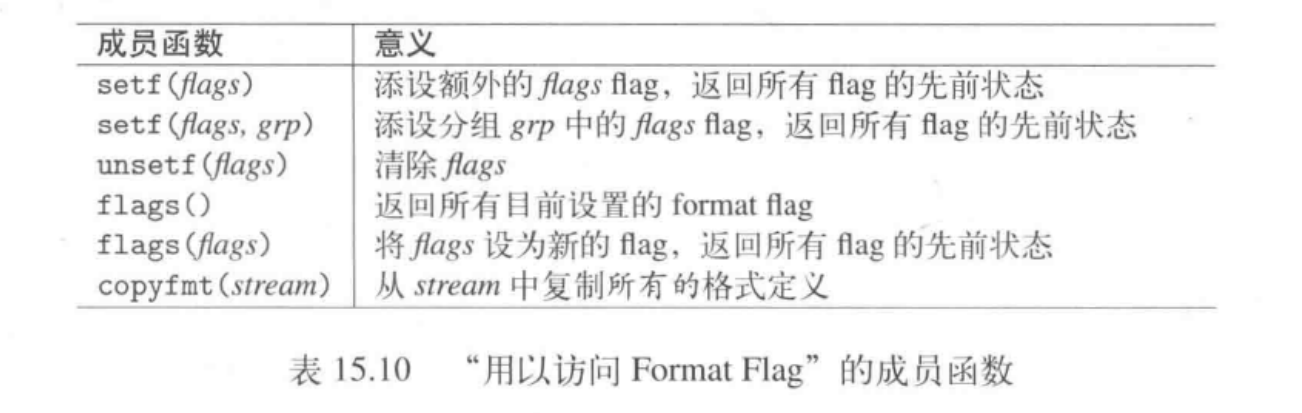 成员函数 意义
setf(flags) 添设额外的 flags flag，返回所有 flag 的先前状态
setf(flags, grp) 添设分组 grp 中的 flags flag，返回所有 flag 的先前状态
unsetf(flags) 清除 flags
flags() 返回所有目前设置的 format flag
flags(flags) 将 flags 设为新的 flag，返回所有 flag 的先前状态
copyfmt(stream) 从 stream 中复制所有的格式定义
表 15.10 “用以访问 Format Flag”的成员函数